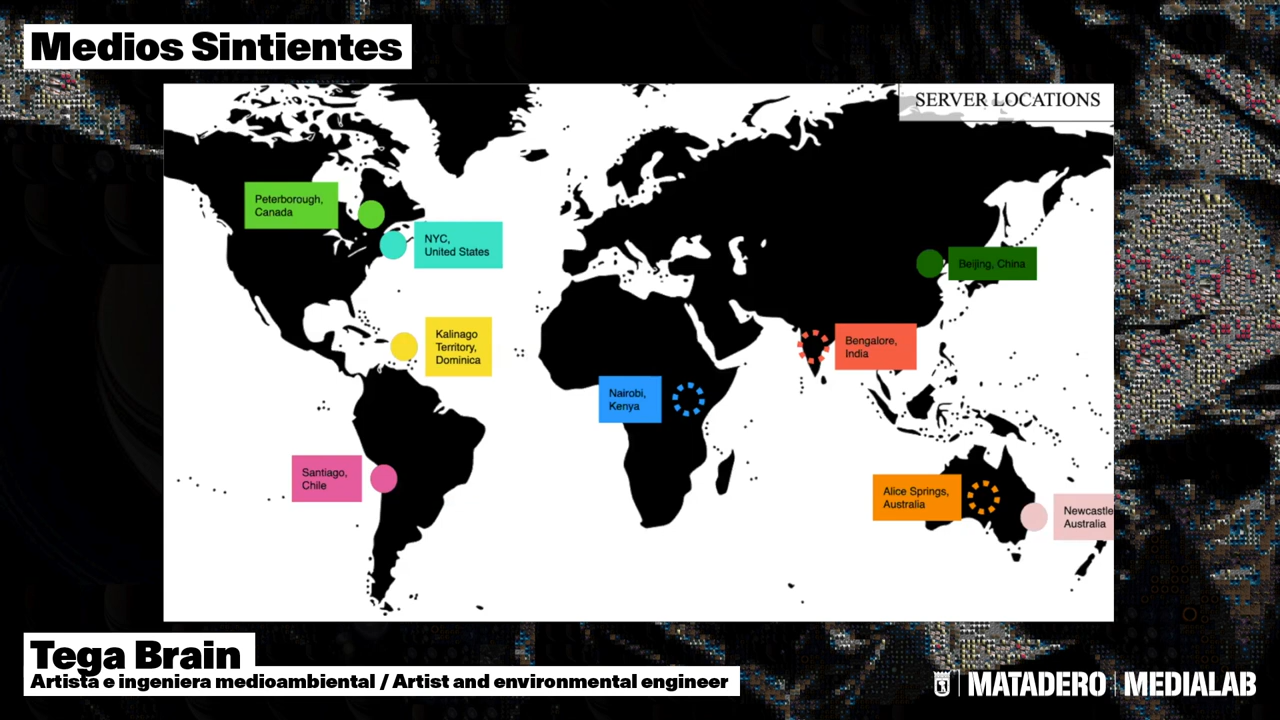 Medios Sintientes
SERVER LOCATIONS
Peterborough,
Canada
NYC,
United States
Beijing, China
Kalinago
Territory,
Dominica
Bengalore,
India
Nairobi,
Kenya
Santiago,
Chile
Alice Springs,
Australia
Newcastle
Australia
Tega Brain
Artista e ingeniera medioambiental / Artist and environmental engineer
MATADERO MEDIALAB